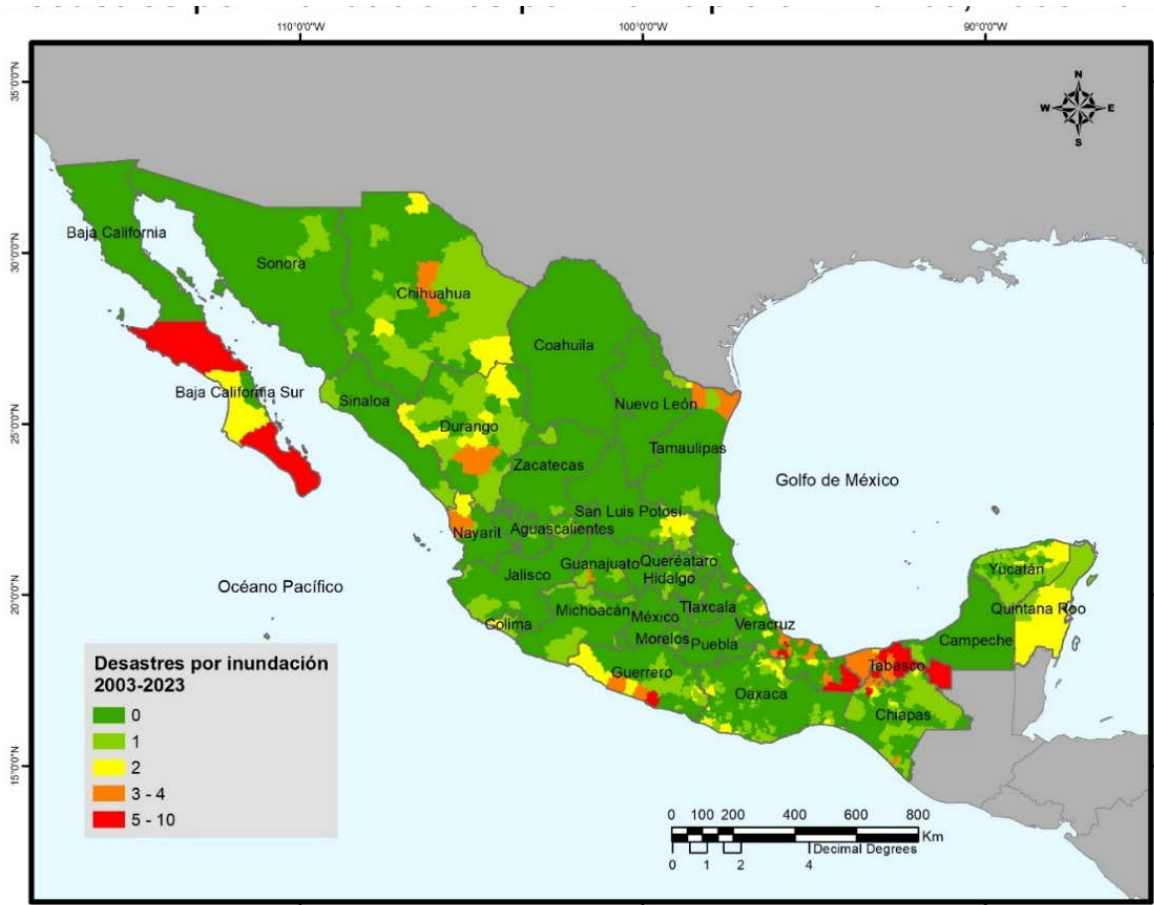 110°0'0"W
100°0'0"W
90°0'0"W
35°0'0"N
30°0'0"N
25°0'0"N
20°0'0"N
15°0'0"N
N
W
E
S
Baja California
Sonora
Chihuahua
Coahuila
Baja California Sur
Sinaloa
Nuevo León
Durango
Tamaulipas
Zacatecas
Golfo de México
San Luis Potosí
Nayarit
Aguascalientes
Guanajuato
Queréataro
Yucatán
Jalisco
Hidalgo
Océano Pacífico
Michoacán
México
Tlaxcala
Quintana Roo
Colima
Veracruz
Morelos
Puebla
Campeche
Guerrero
Tabasco
Oaxaca
Chiapas
Desastres por inundación
2003-2023
0
1
2
3 - 4
5 - 10
0 100 200 400 600 800
Km
Decimal Degrees
0 1 2 4